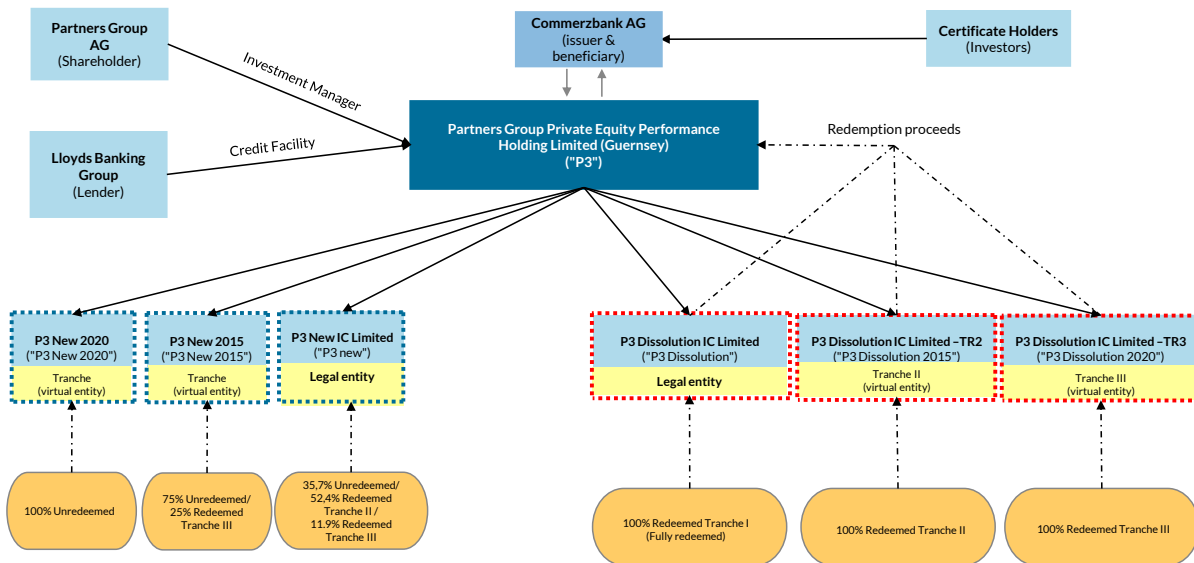 Partners Group
AG
(Shareholder)
Commerzbank AG
(issuer &
beneficiary)
Certificate Holders
(Investors)
Investment Manager
Partners Group Private Equity Performance
Holding Limited (Guernsey)
("P3")
Redemption proceeds
Lloyds Banking
Group
(Lender)
Credit Facility
P3 New 2020
("P3 New 2020")
Tranche
(virtual entity)
P3 New 2015
("P3 New 2015")
Tranche
(virtual entity)
P3 New IC Limited
("P3 new")
Legal entity
P3 Dissolution IC Limited
("P3 Dissolution")
Legal entity
P3 Dissolution IC Limited –TR2
("P3 Dissolution 2015")
Tranche II
(virtual entity)
P3 Dissolution IC Limited –TR3
("P3 Dissolution 2020")
Tranche III
(virtual entity)
100% Unredeemed
75% Unredeemed/
25% Redeemed
Tranche III
35,7% Unredeemed/
52,4% Redeemed
Tranche II /
11.9% Redeemed
Tranche III
100% Redeemed Tranche I
(Fully redeemed)
100% Redeemed Tranche II
100% Redeemed Tranche III